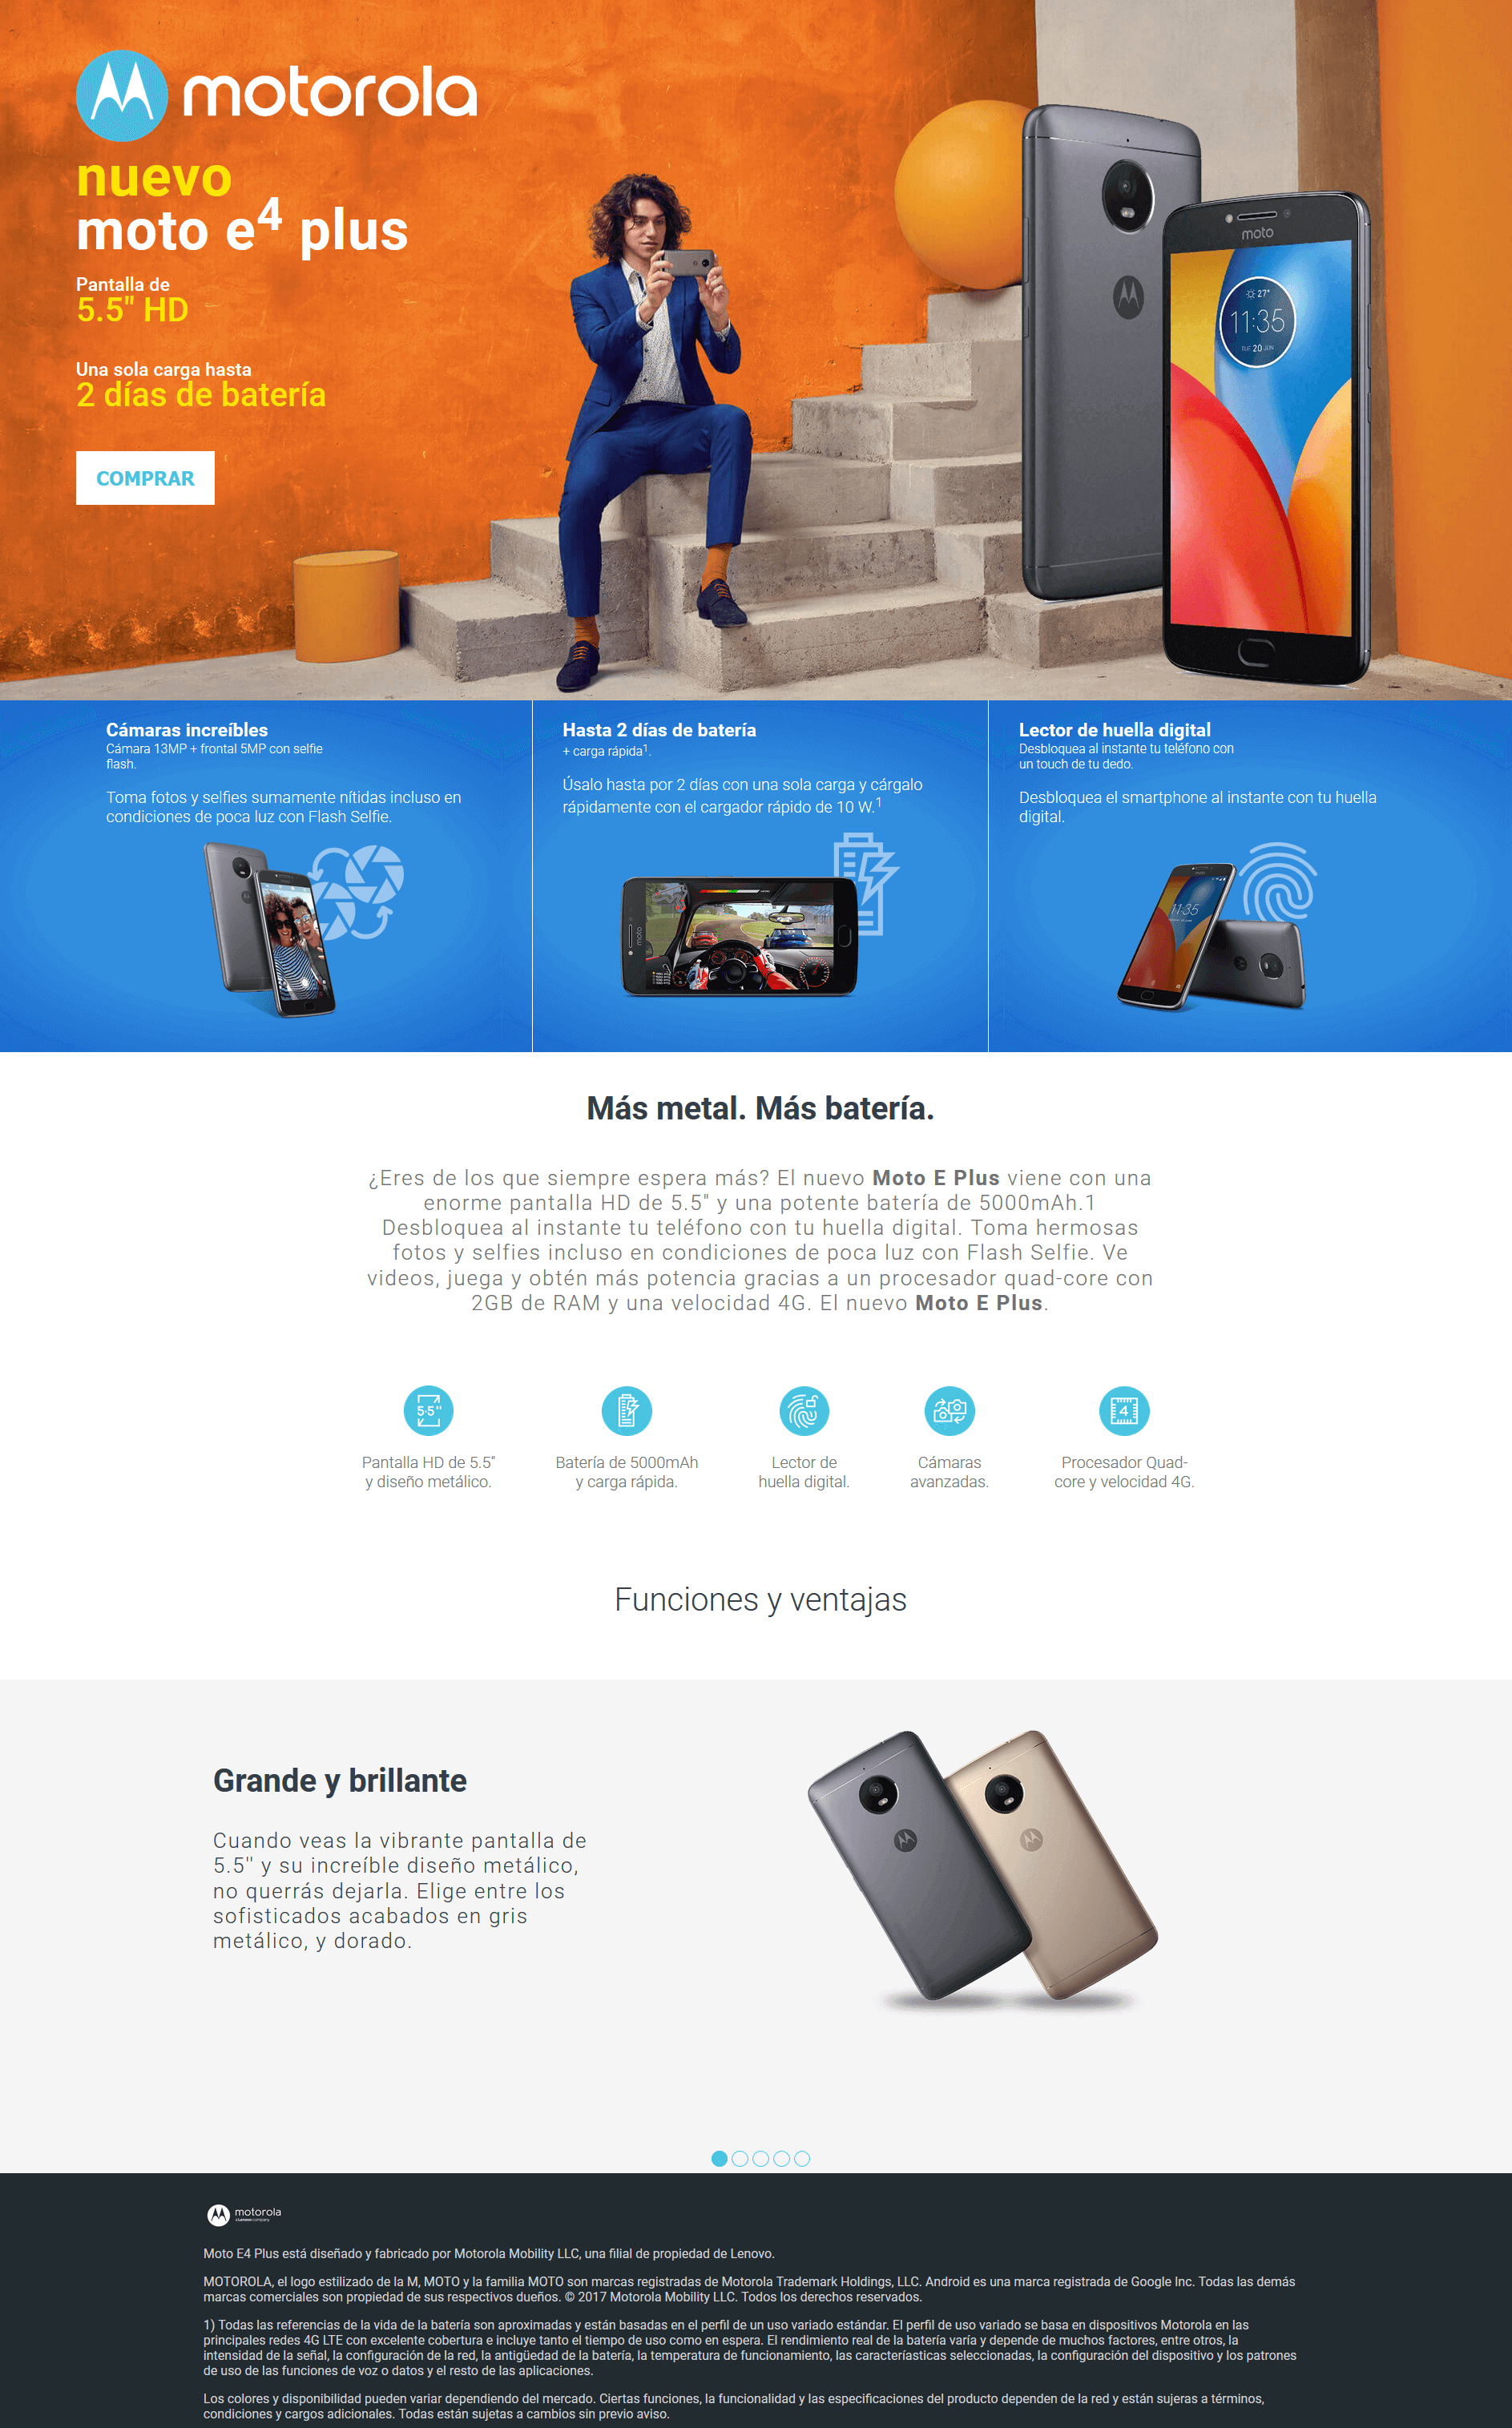 motorola
nuevo
moto e⁴ plus
Pantalla de
5.5" HD
Una sola carga hasta
2 días de batería
COMPRAR
moto
27°
11:35
TUE 20 JUN
Cámaras increíbles
Cámara 13MP + frontal 5MP con selfie
flash.
Toma fotos y selfies sumamente nítidas incluso en
condiciones de poca luz con Flash Selfie.
Hasta 2 días de batería
+ carga rápida¹.
Úsalo hasta por 2 días con una sola carga y cárgalo
rápidamente con el cargador rápido de 10 W.¹
moto
Lector de huella digital
Desbloquea al instante tu teléfono con
un touch de tu dedo.
Desbloquea el smartphone al instante con tu huella
digital.
11:35
Más metal. Más batería.
¿Eres de los que siempre espera más? El nuevo Moto E Plus viene con una
enorme pantalla HD de 5.5" y una potente batería de 5000mAh.1
Desbloquea al instante tu teléfono con tu huella digital. Toma hermosas
fotos y selfies incluso en condiciones de poca luz con Flash Selfie. Ve
videos, juega y obtén más potencia gracias a un procesador quad-core con
2GB de RAM y una velocidad 4G. El nuevo Moto E Plus.
5.5"
4
Pantalla HD de 5.5"
y diseño metálico.
Batería de 5000mAh
y carga rápida.
Lector de
huella digital.
Cámaras
avanzadas.
Procesador Quad-
core y velocidad 4G.
Funciones y ventajas
Grande y brillante
Cuando veas la vibrante pantalla de
5.5" y su increíble diseño metálico,
no querrás dejarla. Elige entre los
sofisticados acabados en gris
metálico, y dorado.
motorola
a Lenovo company
Moto E4 Plus está diseñado y fabricado por Motorola Mobility LLC, una filial de propiedad de Lenovo.
MOTOROLA, el logo estilizado de la M, MOTO y la familia MOTO son marcas registradas de Motorola Trademark Holdings, LLC. Android es una marca registrada de Google Inc. Todas las demás
marcas comerciales son propiedad de sus respectivos dueños. © 2017 Motorola Mobility LLC. Todos los derechos reservados.
1) Todas las referencias de la vida de la batería son aproximadas y están basadas en el perfil de un uso variado estándar. El perfil de uso variado se basa en dispositivos Motorola en las
principales redes 4G LTE con excelente cobertura e incluye tanto el tiempo de uso como en espera. El rendimiento real de la batería varía y depende de muchos factores, entre otros, la
intensidad de la señal, la configuración de la red, la antigüedad de la batería, la temperatura de funcionamiento, las caracteríasticas seleccionadas, la configuración del dispositivo y los patrones
de uso de las funciones de voz o datos y el resto de las aplicaciones.
Los colores y disponibilidad pueden variar dependiendo del mercado. Ciertas funciones, la funcionalidad y las especificaciones del producto dependen de la red y están sujeras a términos,
condiciones y cargos adicionales. Todas están sujetas a cambios sin previo aviso.